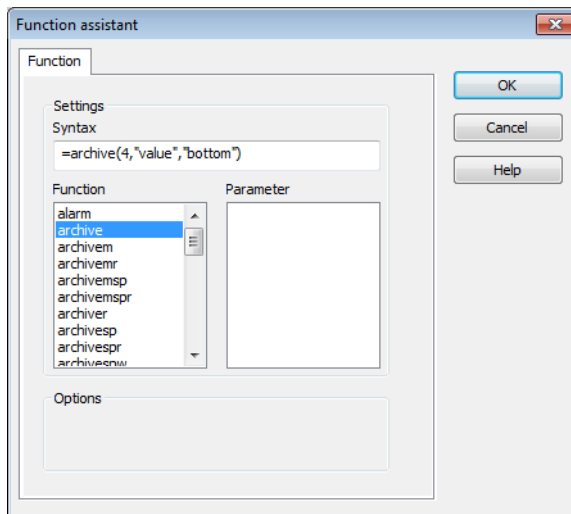 Function assistant
Function
OK
Settings
Syntax
Cancel
=archive(4,"value","bottom")
Help
Function
Parameter
alarm
archive
archivem
archivemr
archivemsp
archivemspr
archiver
archivesp
archivespr
archivespw
Options